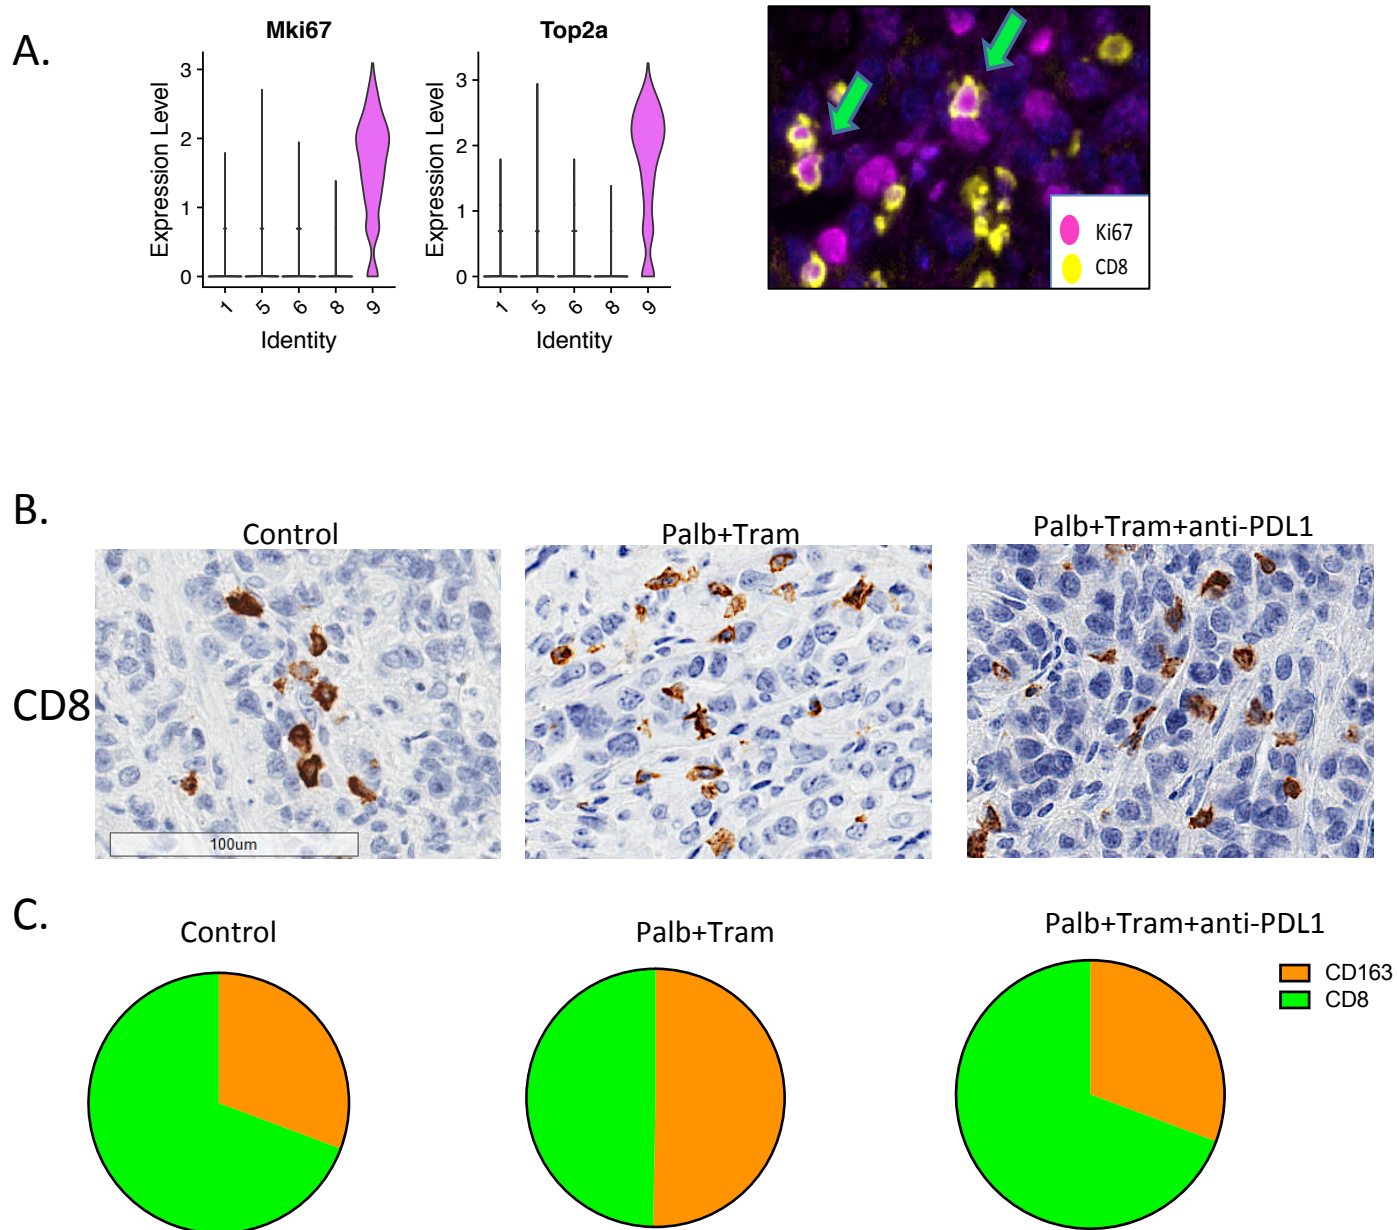 A.
Mki67
Expression Level
3
2
1
0
1 5 6 8 9
Identity
Top2a
Expression Level
3
2
1
0
1 5 6 8 9
Identity
Ki67
CD8
B.
Control
Palb+Tram
Palb+Tram+anti-PDL1
CD8
100um
C.
Control
Palb+Tram
Palb+Tram+anti-PDL1
CD163
CD8